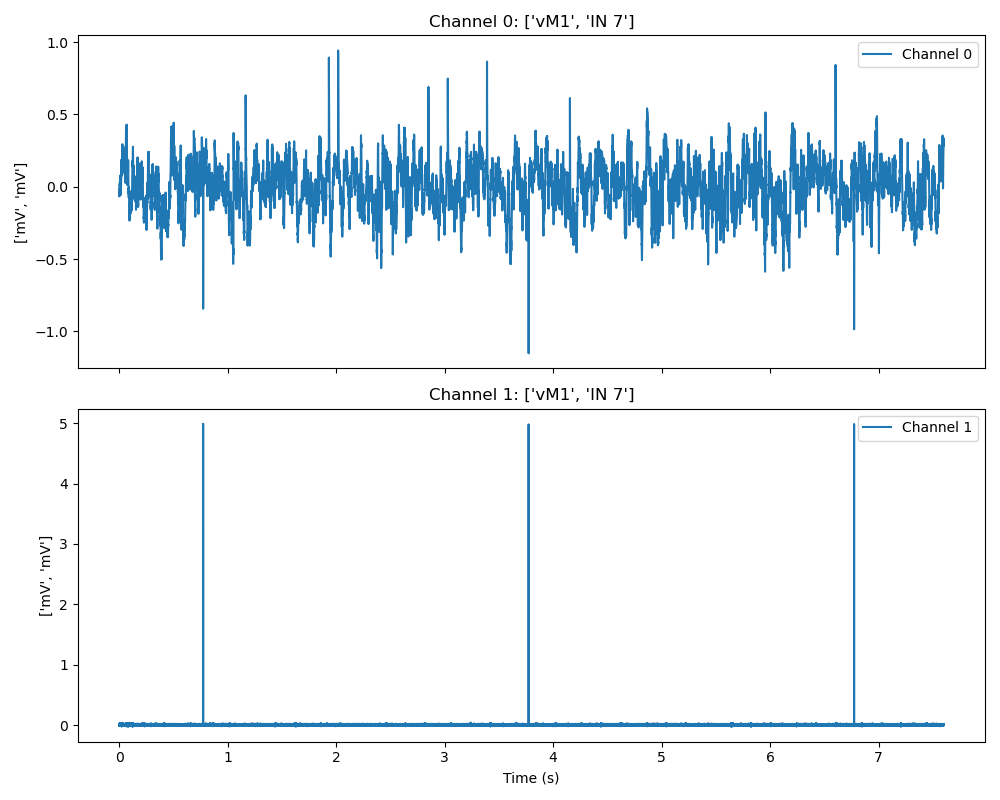 Channel 0: ['vM1', 'IN 7']
Channel 0
1.0
0.5
0.0
−0.5
−1.0
['mV', 'mV']
Channel 1: ['vM1', 'IN 7']
Channel 1
5
4
3
2
1
0
['mV', 'mV']
0 1 2 3 4 5 6 7
Time (s)